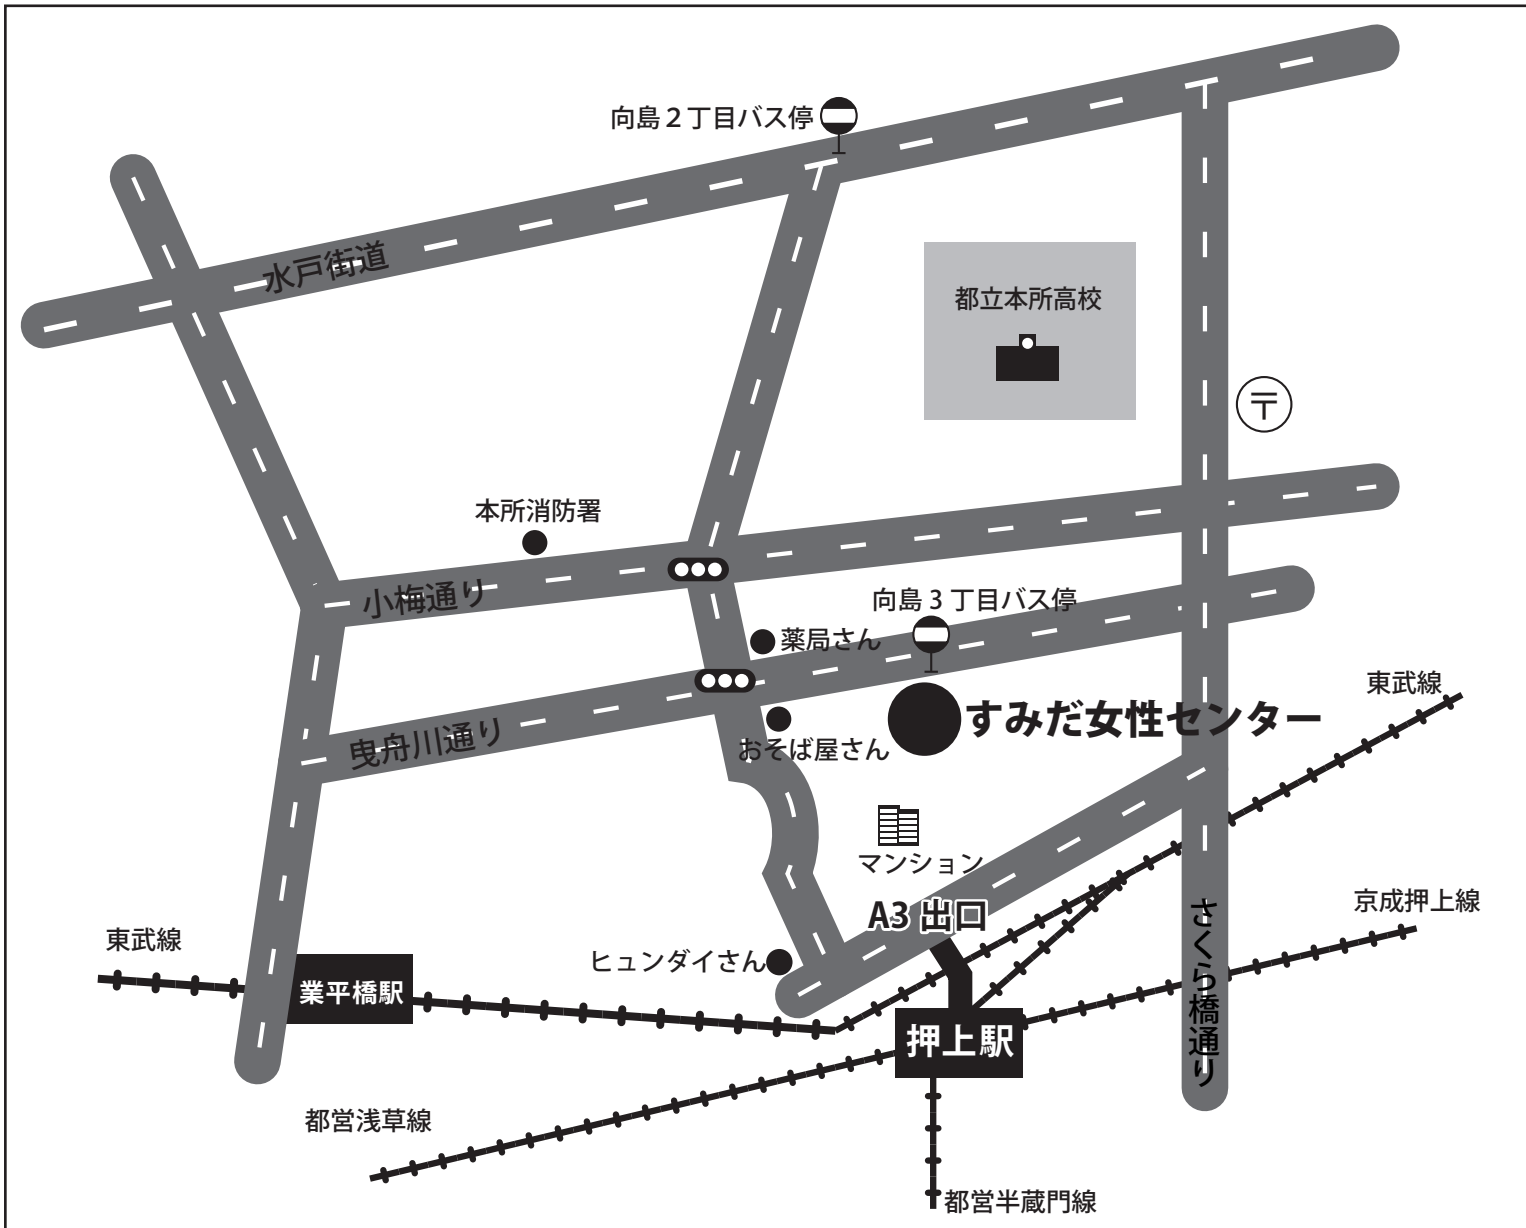 向島２丁目バス停
水戸街道
都立本所高校
〒
本所消防署
小梅通り
向島 3 丁目バス停
薬局さん
すみだ女性センター
東武線
曳舟川通り
おそば屋さん
マンション
A3 出口
京成押上線
さくら橋通り
東武線
ヒュンダイさん
業平橋駅
押上駅
都営浅草線
都営半蔵門線